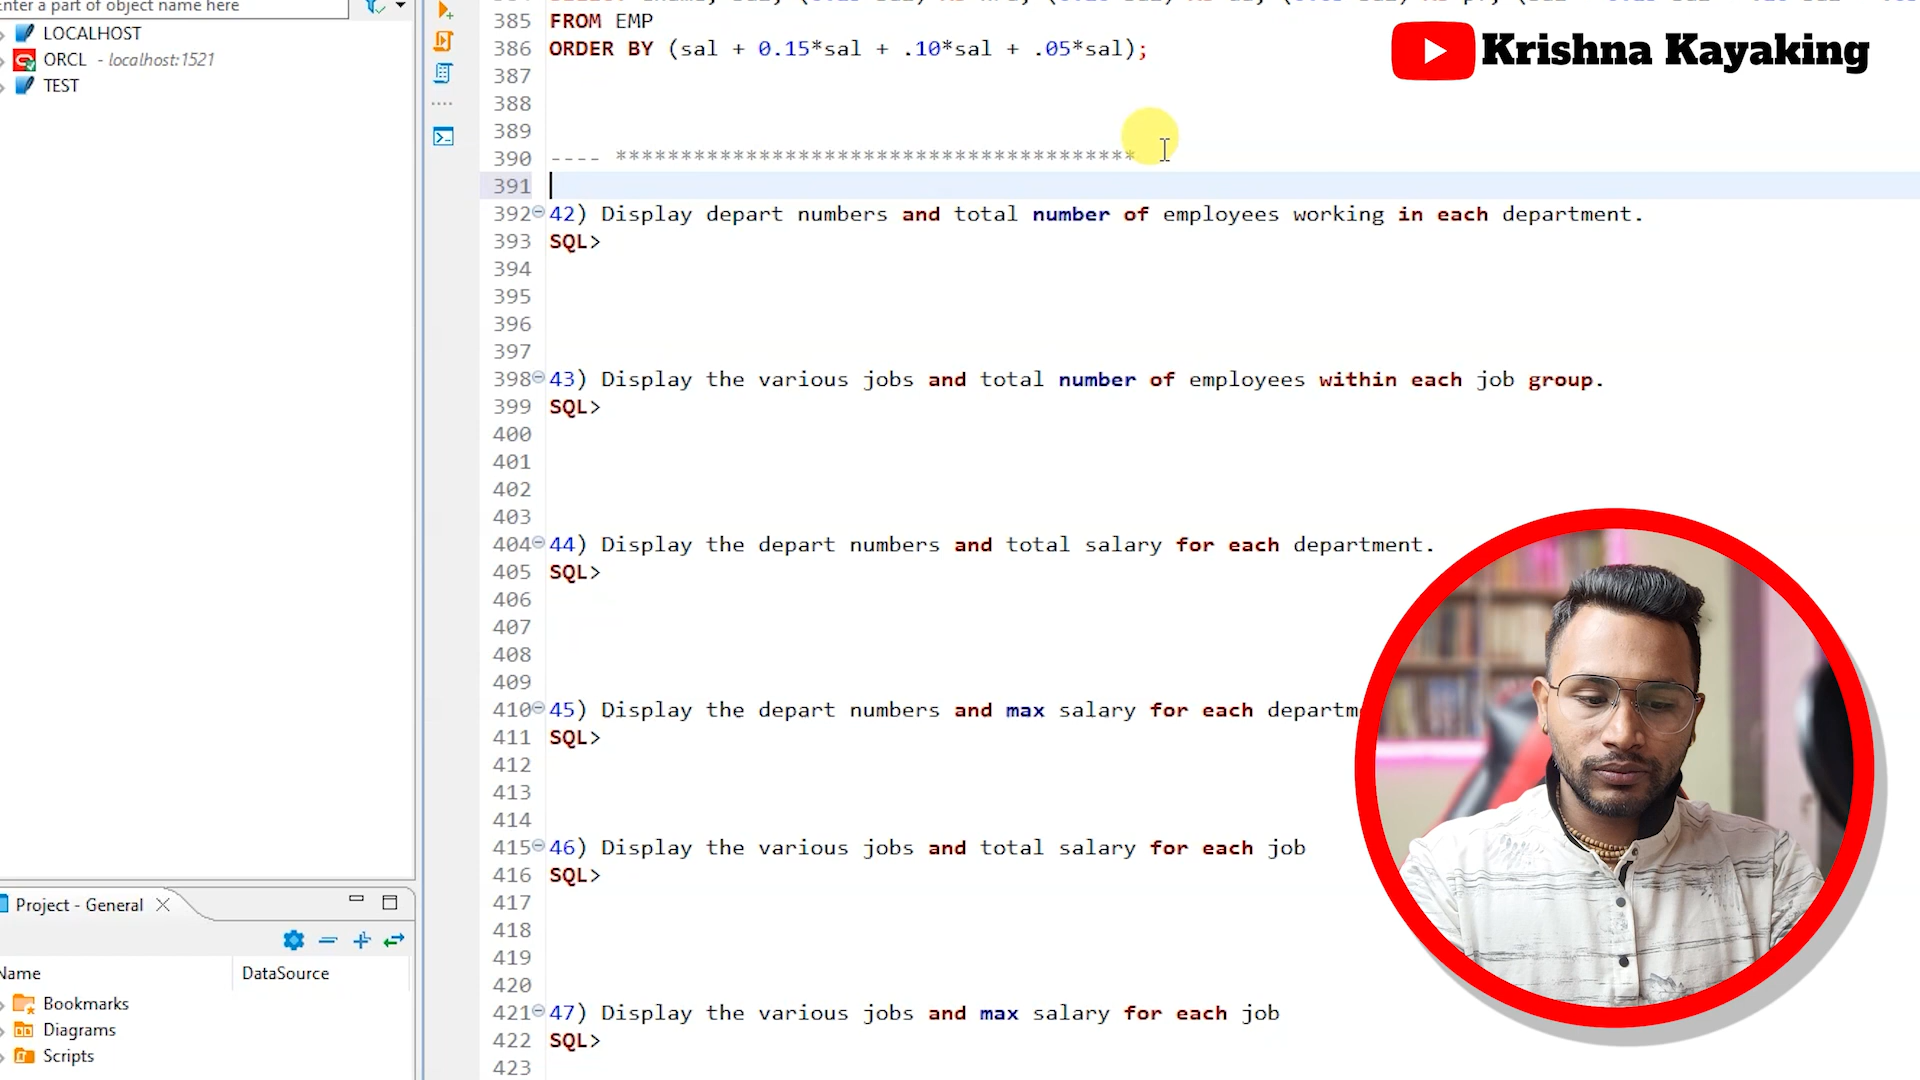 Enter a part of object name here
LOCALHOST
ORCL - localhost:1521
TEST
385 FROM EMP
386 ORDER BY (sal + 0.15*sal + .10*sal + .05*sal);
387
388
389
390 ---- ****************************************
391
392 42) Display depart numbers and total number of employees working in each department.
393 SQL>
394
395
396
397
398 43) Display the various jobs and total number of employees within each job group.
399 SQL>
400
401
402
403
404 44) Display the depart numbers and total salary for each department.
405 SQL>
406
407
408
409
410 45) Display the depart numbers and max salary for each departm
411 SQL>
412
413
414
415 46) Display the various jobs and total salary for each job
416 SQL>
417
418
419
420
421 47) Display the various jobs and max salary for each job
422 SQL>
423
Krishna Kayaking
Project - General
Name DataSource
Bookmarks
Diagrams
Scripts